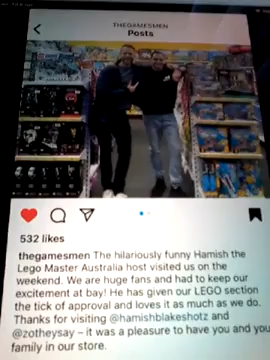 THEGAMESMEN
Posts
532 likes
thegamesmen The hilariously funny Hamish the
Lego Master Australia host visited us on the
weekend. We are huge fans and had to keep our
excitement at bay! He has given our LEGO section
the tick of approval and loves it as much as we do.
Thanks for visiting @hamishblakeshotz and
@zotheysay – it was a pleasure to have you and you
family in our store.